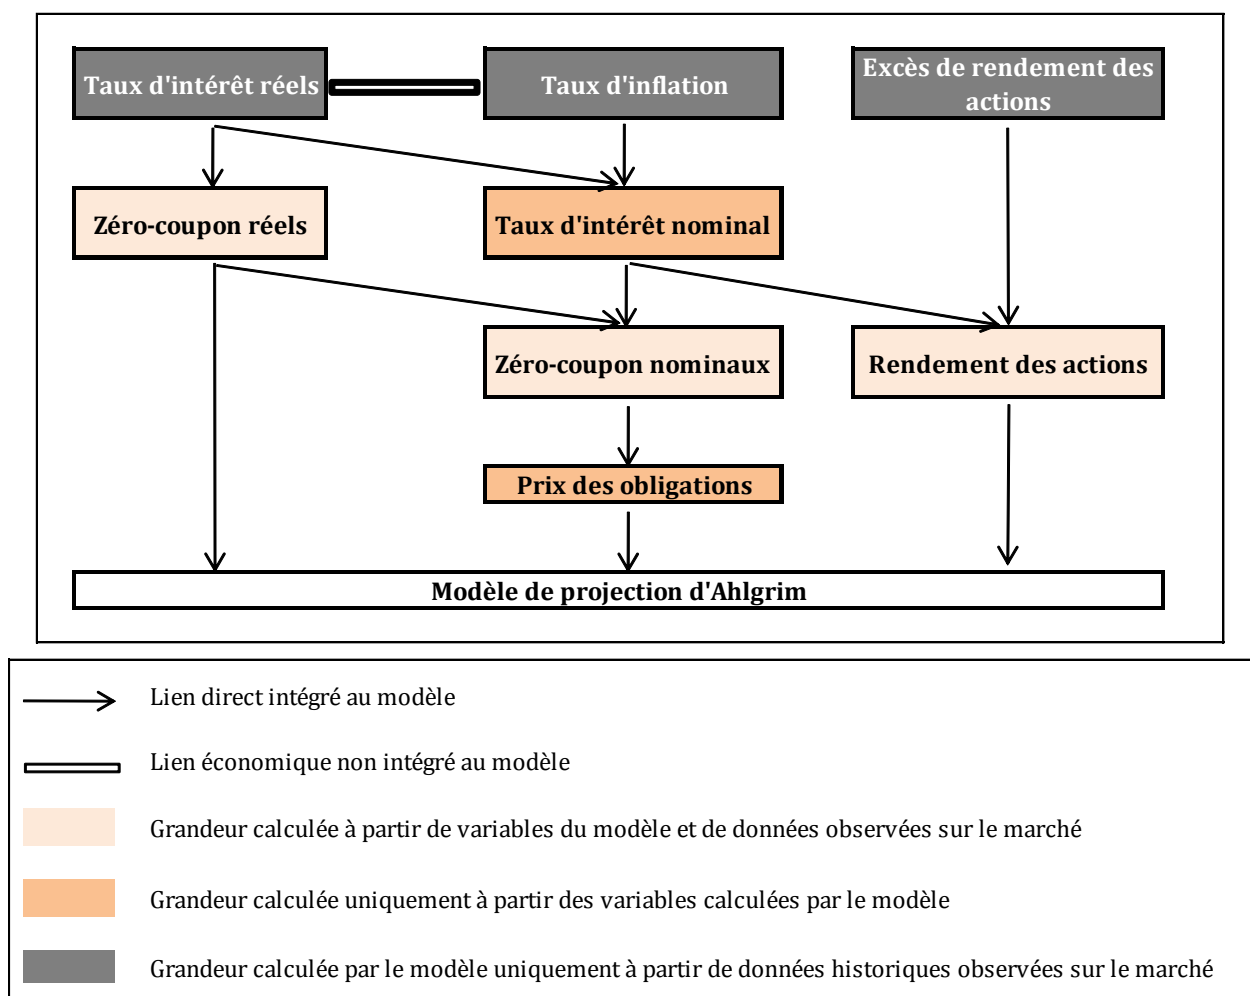 Taux d'intérêt réels
Taux d'inflation
Excès de rendement des
actions
Zéro-coupon réels
Taux d'intérêt nominal
Zéro-coupon nominaux
Rendement des actions
Prix des obligations
Modèle de projection d'Ahlgrim
Lien direct intégré au modèle
Lien économique non intégré au modèle
Grandeur calculée à partir de variables du modèle et de données observées sur le marché
Grandeur calculée uniquement à partir des variables calculées par le modèle
Grandeur calculée par le modèle uniquement à partir de données historiques observées sur le marché